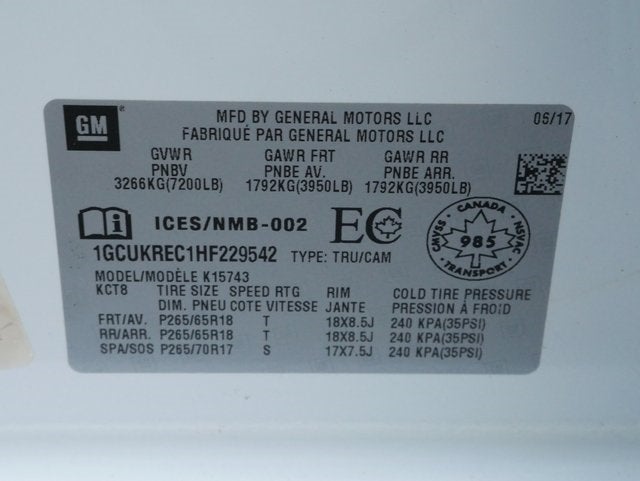 GM
MFD BY GENERAL MOTORS LLC 06/17
FABRIQUÉ PAR GENERAL MOTORS LLC
GVWR GAWR FRT GAWR RR
PNBV PNBE AV. PNBE ARR.
3266KG(7200LB) 1792KG(3950LB) 1792KG(3950LB)
i ICES/NMB-002 EC
CANADA
CMVSS 985 NSVAC
TRANSPORT
1GCUKREC1HF229542 TYPE: TRU/CAM
MODEL/MODÈLE K15743
KCT8 TIRE SIZE SPEED RTG RIM COLD TIRE PRESSURE
DIM. PNEU COTE VITESSE JANTE PRESSION À FROID
FRT/AV. P265/65R18 T 18X8.5J 240 KPA(35PSI)
RR/ARR. P265/65R18 T 18X8.5J 240 KPA(35PSI)
SPA/SOS P265/70R17 S 17X7.5J 240 KPA(35PSI)